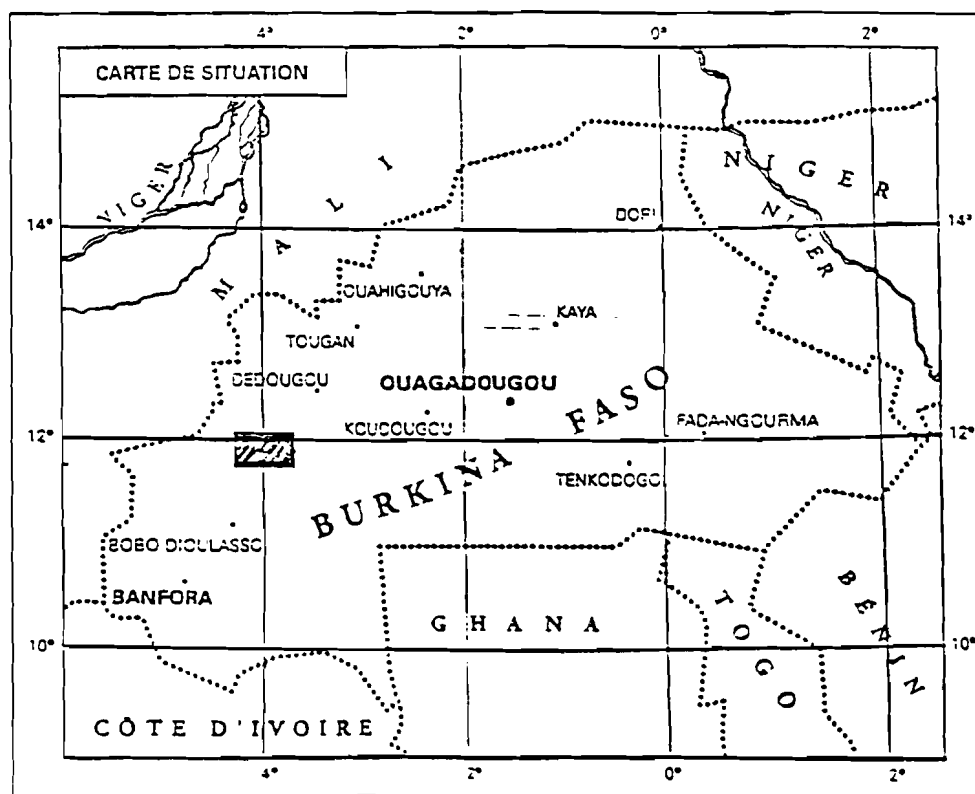 4° 2° 0° 2°
CARTE DE SITUATION
NIGER
MALI
NIGER
NIGER
DORI
14° 14°
OUAHIGOUYA
KAYA
TOUGAN
DEDOUGOU
OUAGADOUGOU
KOUDOUGOU
FADA-NGOURMA
12° 12°
TENKODOGO
BURKINA FASO
BOBO DIOULASSO
BANFORA
GHANA
TOGO
BÉNIN
10° 10°
CÔTE D'IVOIRE
4° 2° 0° 2°